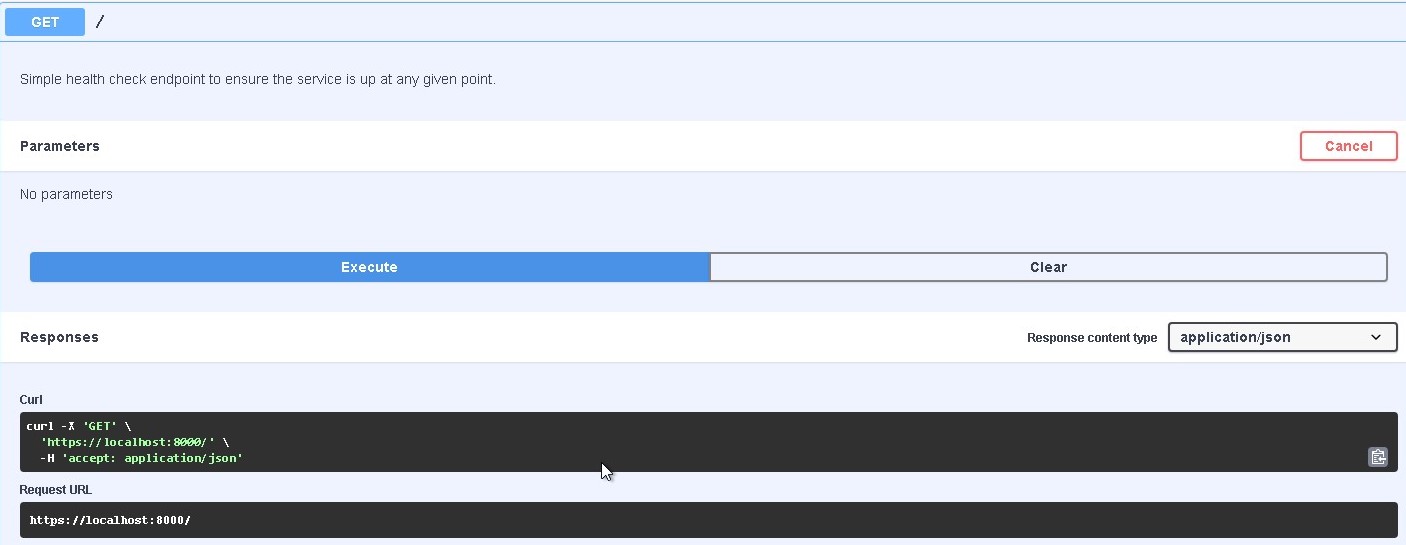 GET /
Simple health check endpoint to ensure the service is up at any given point.
Parameters Cancel
No parameters
Execute Clear
Responses Response content type application/json
Curl
curl -X 'GET' \
'https://localhost:8000/' \
-H 'accept: application/json'
Request URL
https://localhost:8000/